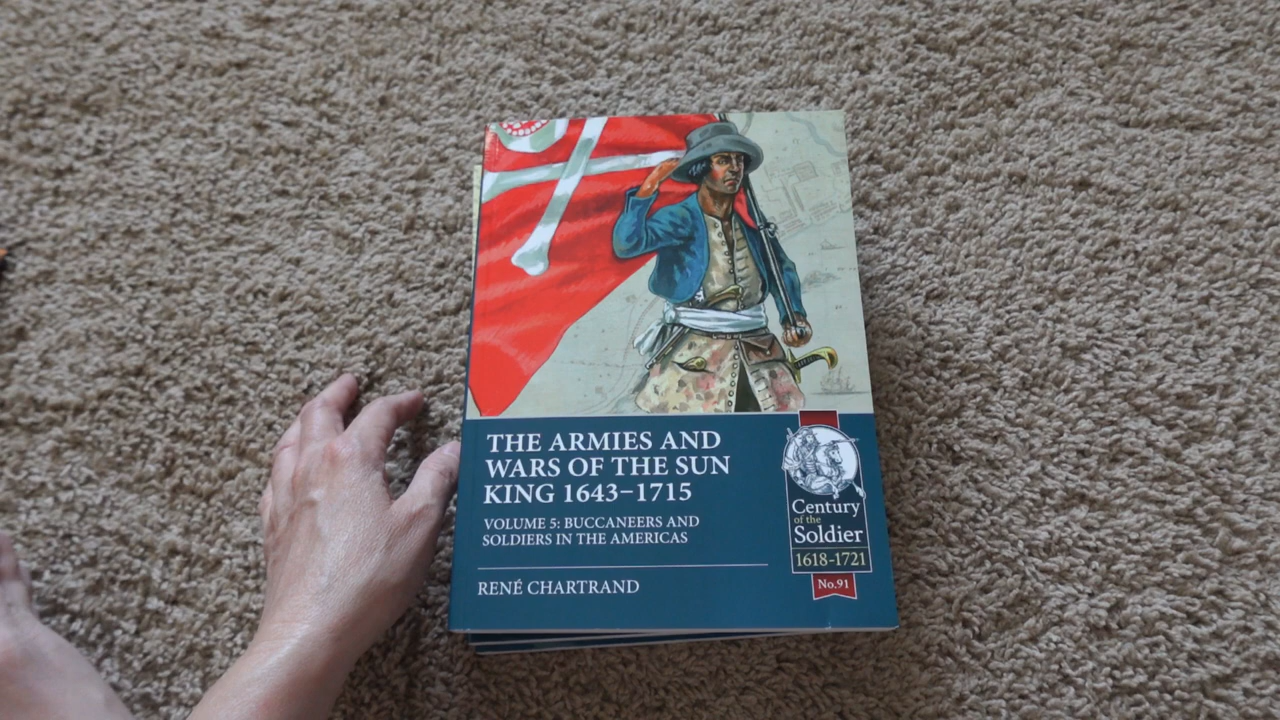 THE ARMIES AND
WARS OF THE SUN
KING 1643–1715
VOLUME 5: BUCCANEERS AND
SOLDIERS IN THE AMERICAS
RENÉ CHARTRAND
Century
of the
Soldier
1618-1721
No.91